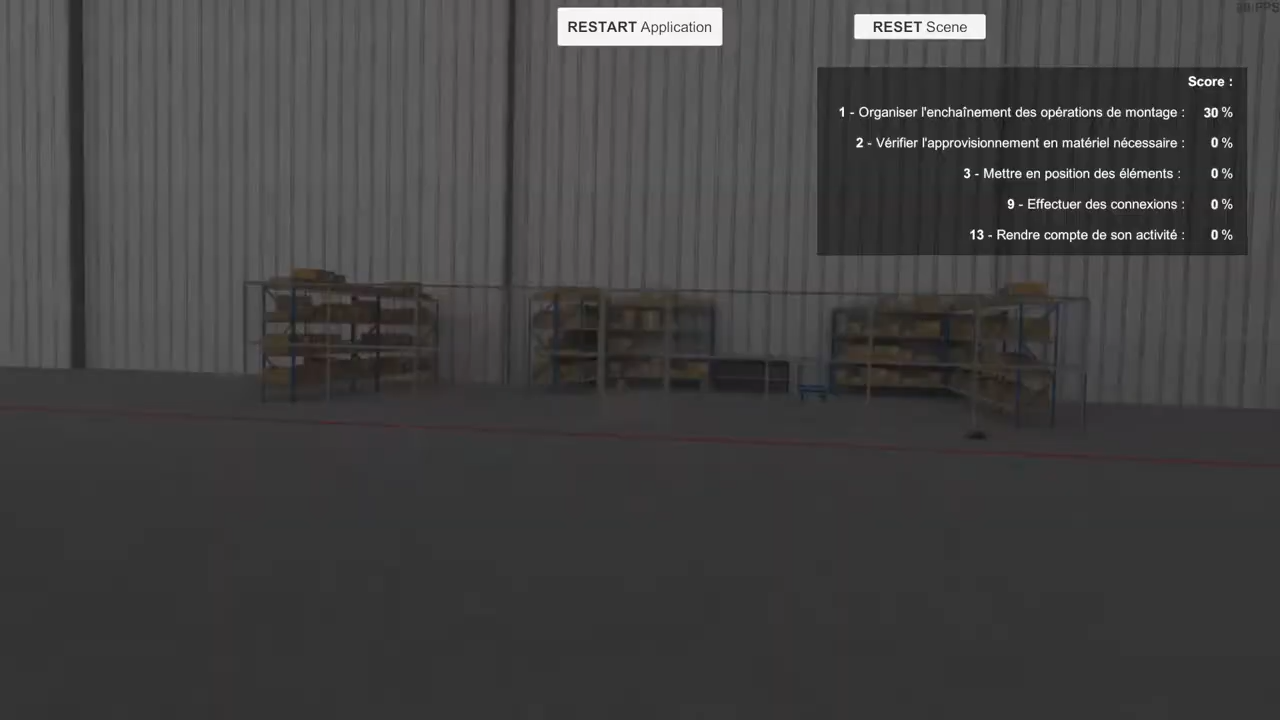 RESTART Application
RESET Scene
Score :
1 - Organiser l'enchaînement des opérations de montage : 30 %
2 - Vérifier l'approvisionnement en matériel nécessaire : 0 %
3 - Mettre en position des éléments : 0 %
9 - Effectuer des connexions : 0 %
13 - Rendre compte de son activité : 0 %